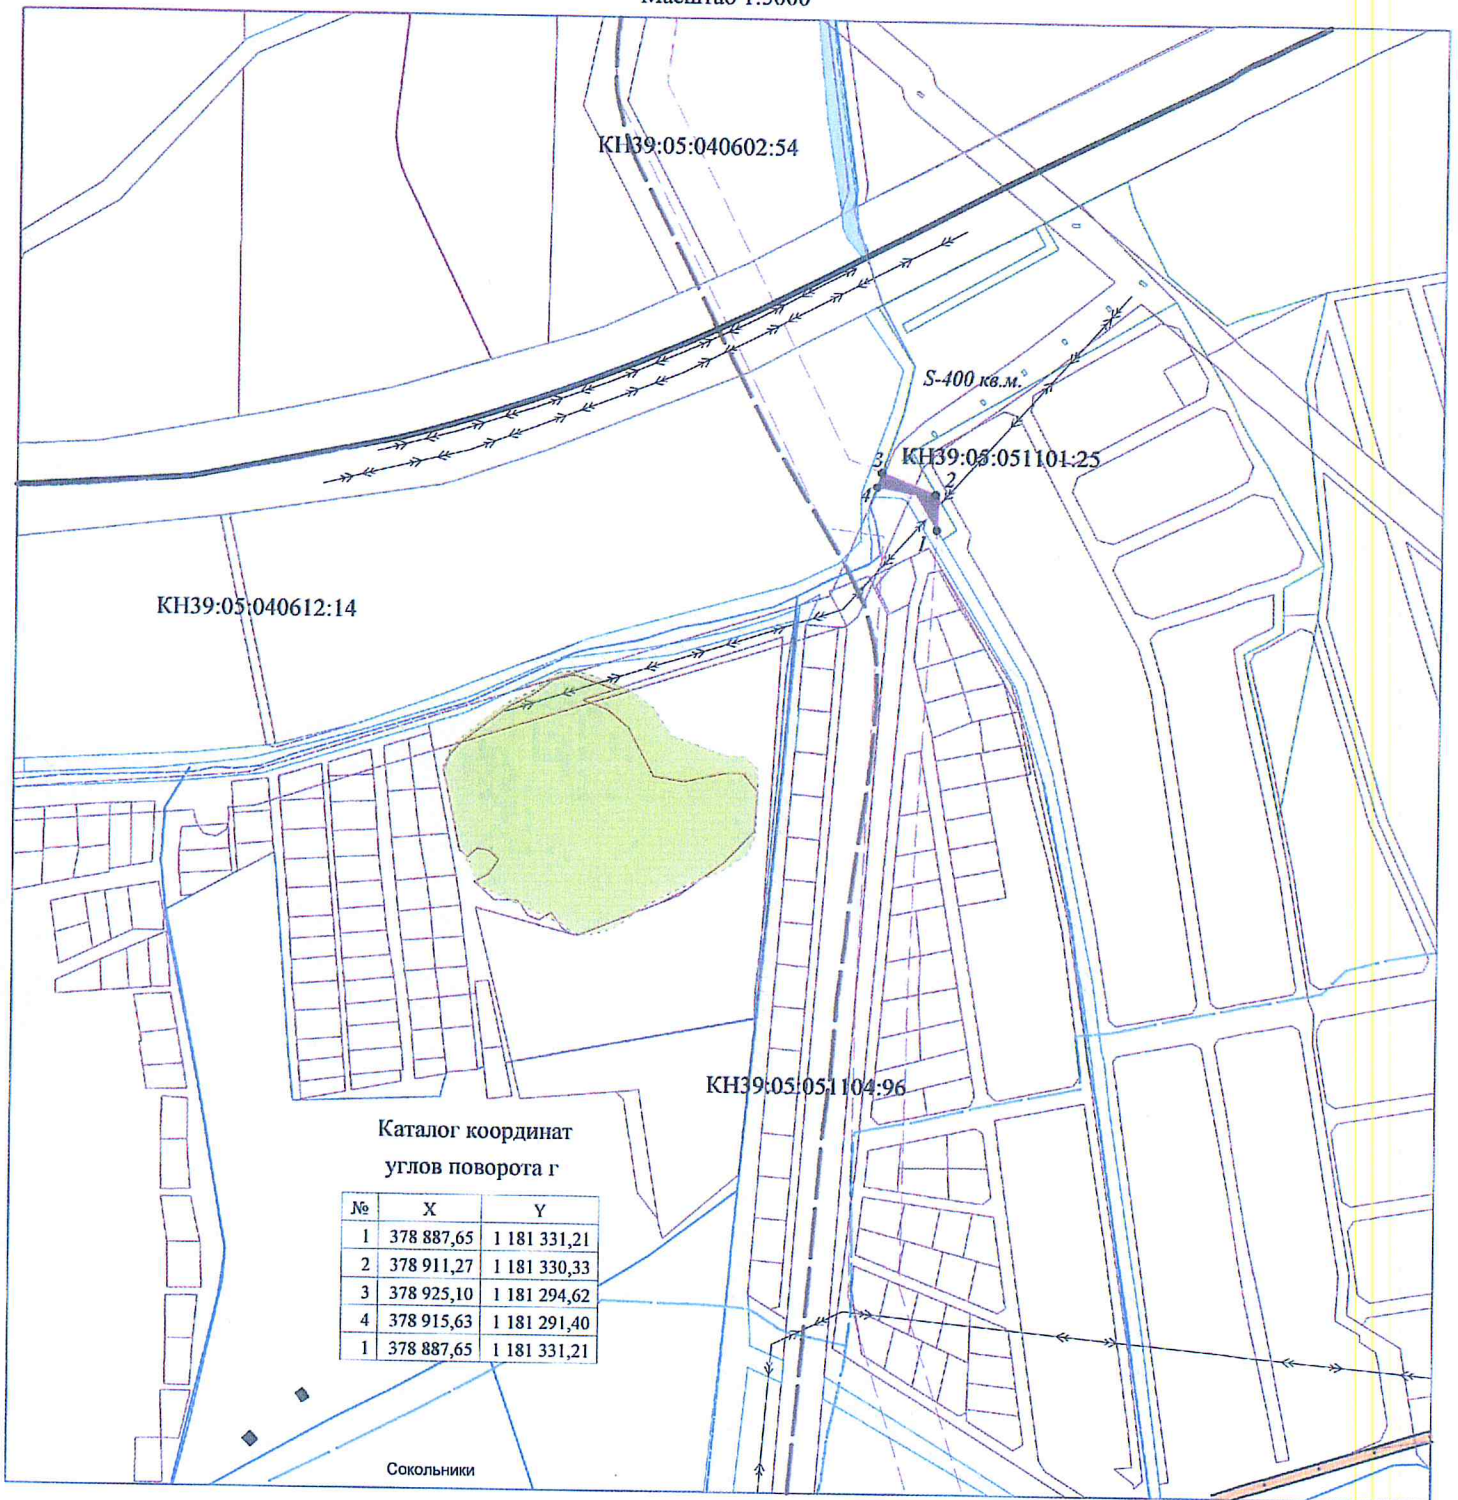 Масштаб 1:5000
КН39:05:040602:54
S-400 кв.м.
3
КН39:05:051101:25
4
2
1
КН39:05:040612:14
КН39:05:051104:96
Каталог координат
углов поворота г
№ X Y
1 378 887,65 1 181 331,21
2 378 911,27 1 181 330,33
3 378 925,10 1 181 294,62
4 378 915,63 1 181 291,40
1 378 887,65 1 181 331,21
Сокольники